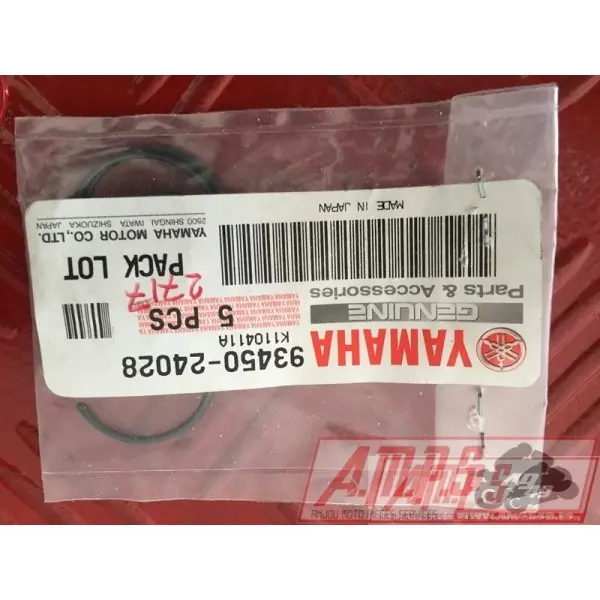 YAMAHA
GENUINE
Parts & Accessories
MADE IN JAPAN
93450-24028
K110411A
5 PCS
2717
PACK LOT
YAMAHA MOTOR CO.,LTD.
2500 SHINGAI IWATA SHIZUOKA JAPAN